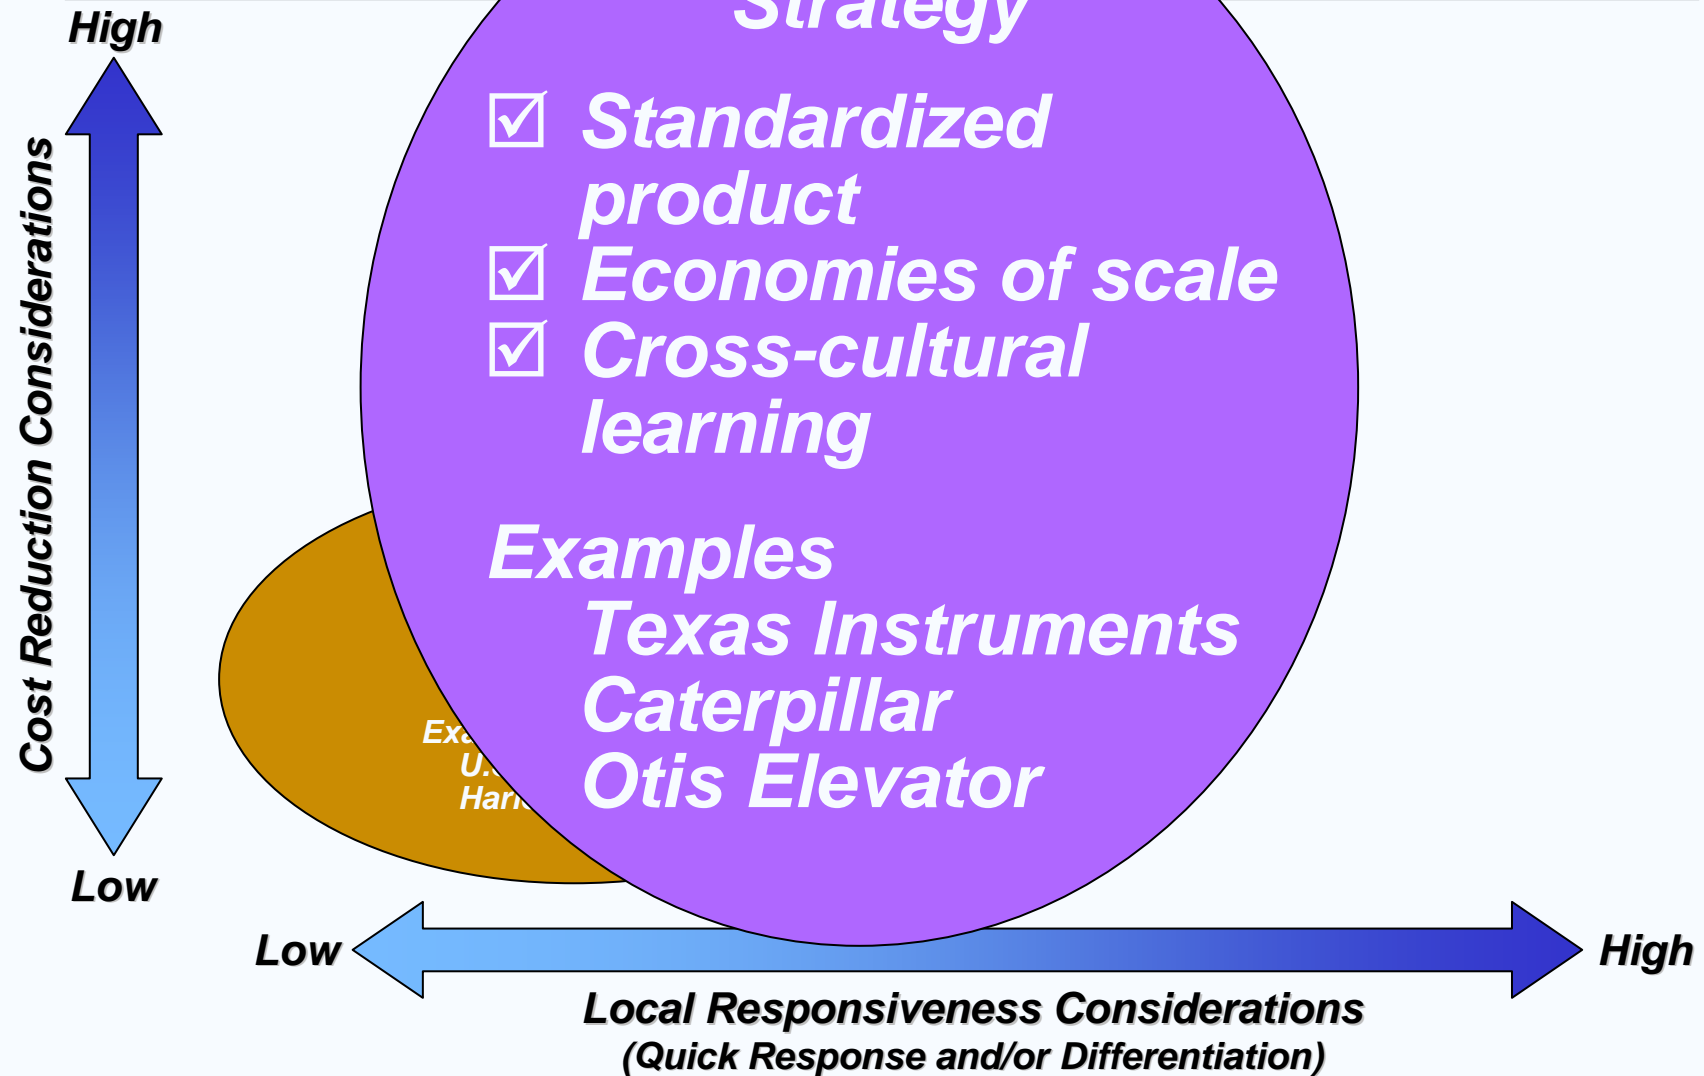 Strategy
High
Standardized
product
Economies of scale
Cross-cultural
learning
Cost Reduction Considerations
Examples
Texas Instruments
Caterpillar
Otis Elevator
Low
Low
High
Local Responsiveness Considerations
(Quick Response and/or Differentiation)